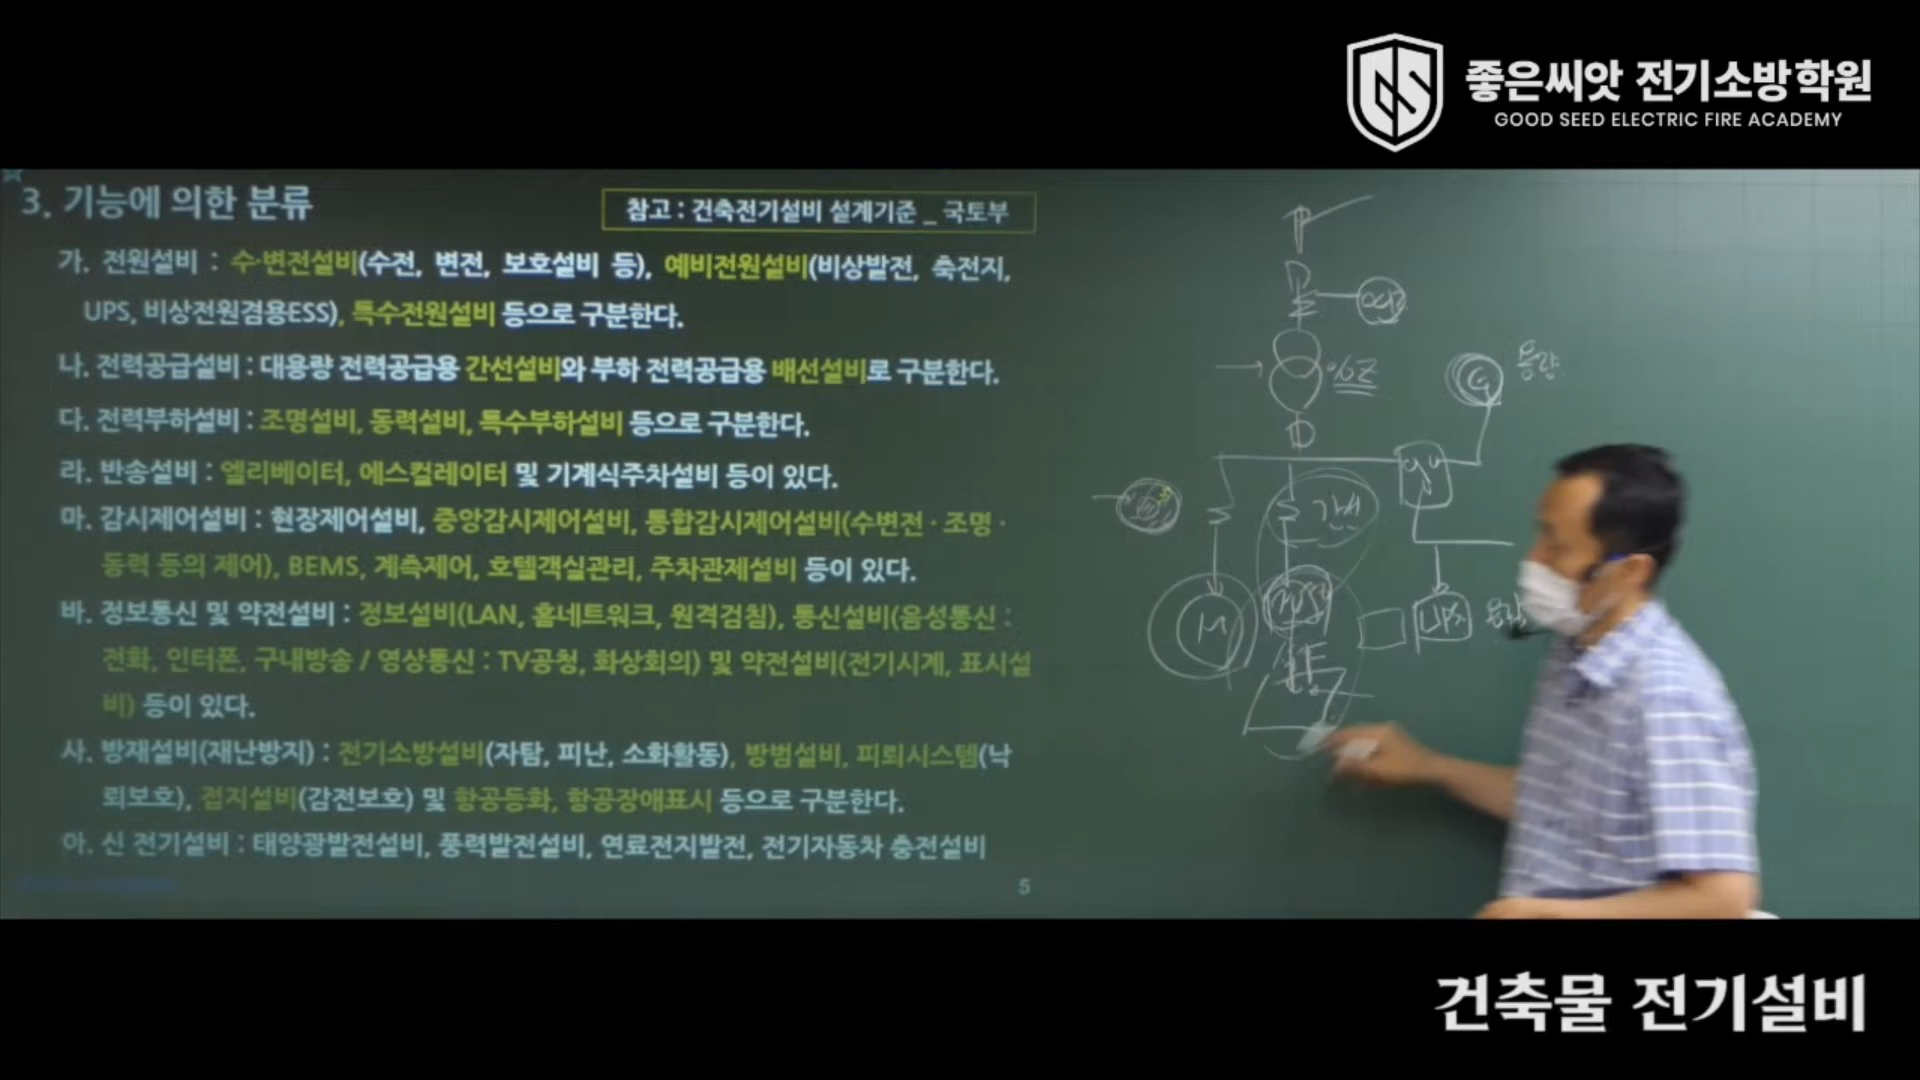 좋은씨앗 전기소방학원
GOOD SEED ELECTRIC FIRE ACADEMY
3. 기능에 의한 분류
참고 : 건축전기설비 설계기준 _ 국토부
가. 전원설비 : 수·변전설비(수전, 변전, 보호설비 등), 예비전원설비(비상발전, 축전지,
UPS, 비상전원겸용ESS), 특수전원설비 등으로 구분한다.
나. 전력공급설비 : 대용량 전력공급용 간선설비와 부하 전력공급용 배선설비로 구분한다.
다. 전력부하설비 : 조명설비, 동력설비, 특수부하설비 등으로 구분한다.
라. 반송설비 : 엘리베이터, 에스컬레이터 및 기계식주차설비 등이 있다.
마. 감시제어설비 : 현장제어설비, 중앙감시제어설비, 통합감시제어설비(수변전 · 조명 ·
동력 등의 제어), BEMS, 계측제어, 호텔객실관리, 주차관제설비 등이 있다.
바. 정보통신 및 약전설비 : 정보설비(LAN, 홈네트워크, 원격검침), 통신설비(음성통신 :
전화, 인터폰, 구내방송 / 영상통신 : TV공청, 화상회의) 및 약전설비(전기시계, 표시설
비) 등이 있다.
사. 방재설비(재난방지) : 전기소방설비(자탐, 피난, 소화활동), 방범설비, 피뢰시스템(낙
뢰보호), 접지설비(감전보호) 및 항공등화, 항공장애표시 등으로 구분한다.
아. 신 전기설비 : 태양광발전설비, 풍력발전설비, 연료전지발전, 전기자동차 충전설비
5
%Z
G
용량
간선
M
UPS
건축물 전기설비